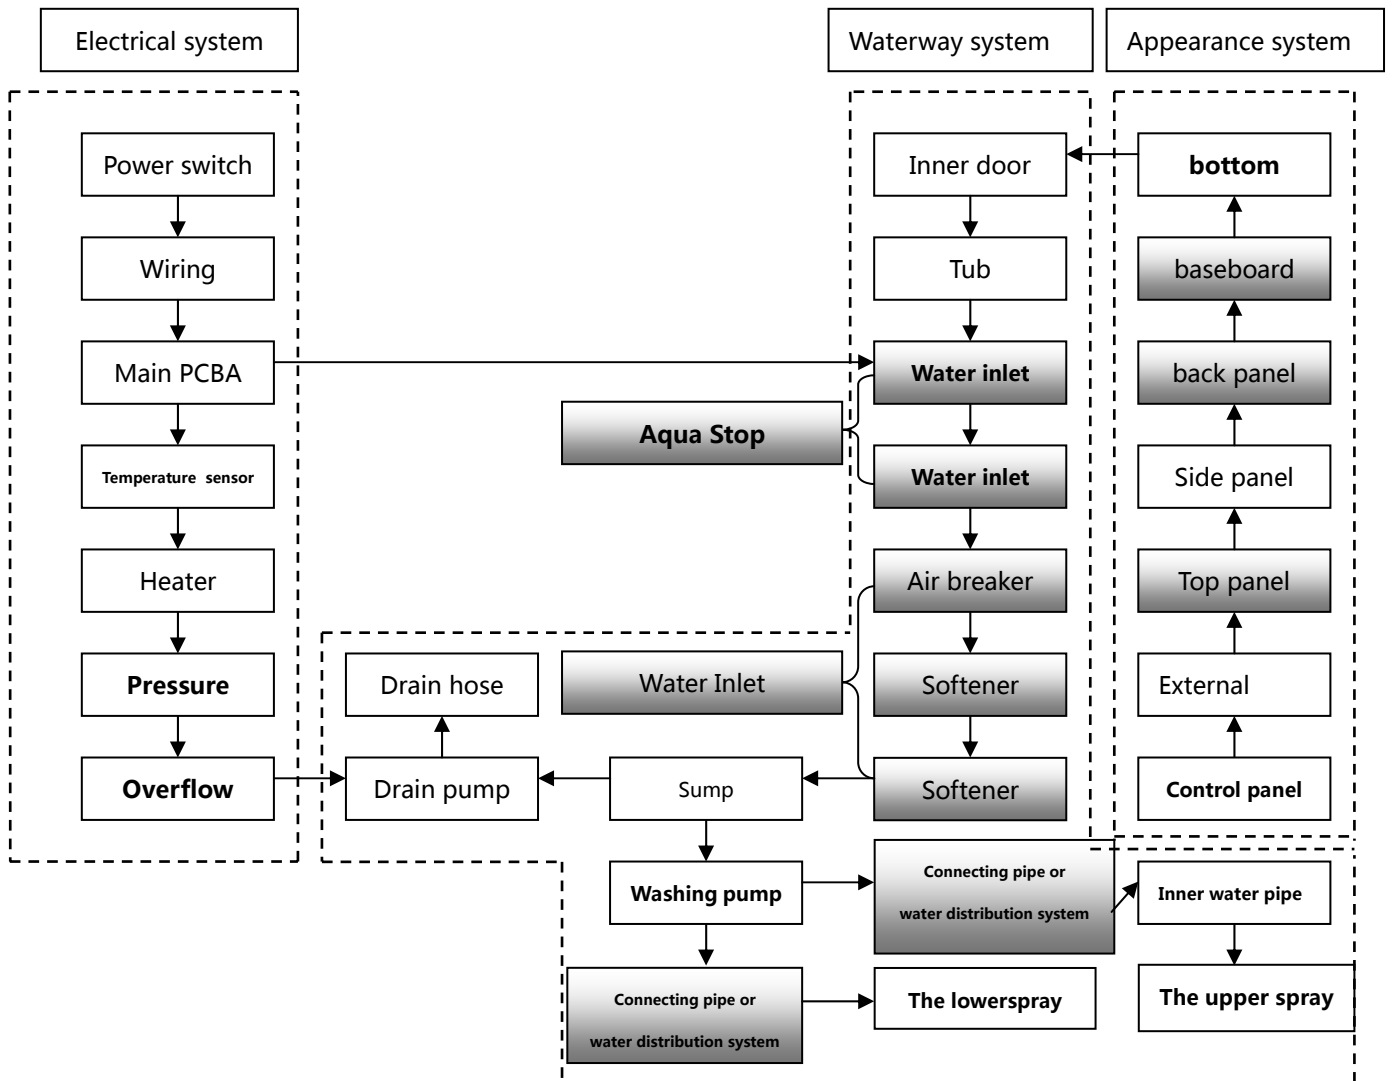 Electrical system
Waterway system
Appearance system
Power switch
Inner door
bottom
Wiring
Tub
baseboard
Main PCBA
Water inlet
back panel
Aqua Stop
Temperature sensor
Water inlet
Side panel
Heater
Air breaker
Top panel
Pressure
Drain hose
Water Inlet
Softener
External
Overflow
Drain pump
Sump
Softener
Control panel
Washing pump
Connecting pipe or
water distribution system
Inner water pipe
Connecting pipe or
water distribution system
The lowerspray
The upper spray